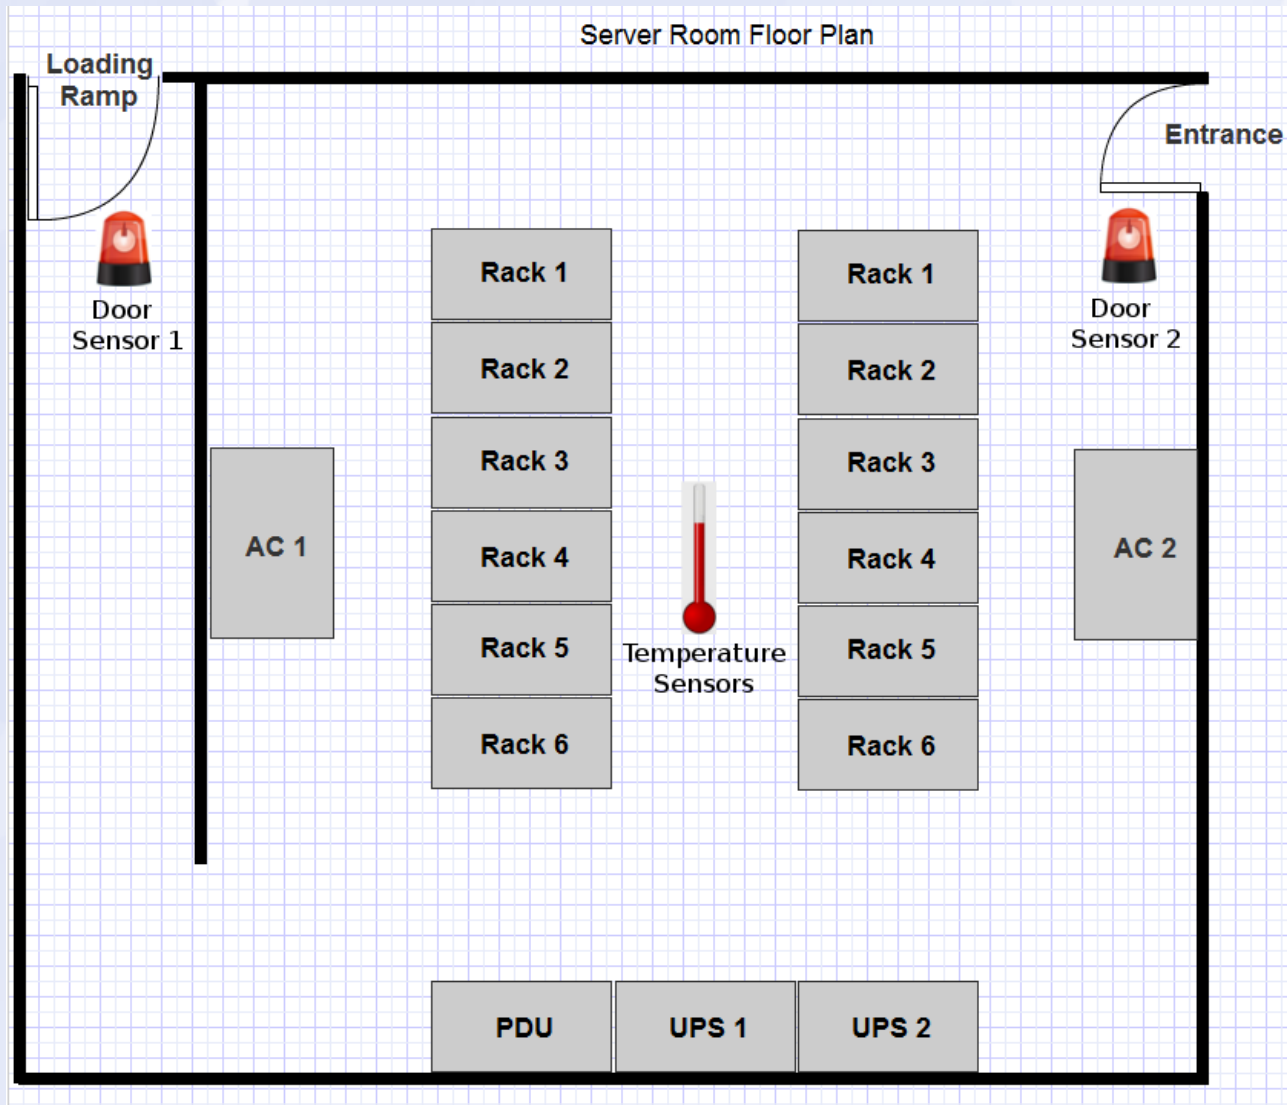 Server Room Floor Plan
Loading
Ramp
Entrance
Door
Sensor 1
Door
Sensor 2
Rack 1
Rack 2
Rack 3
Rack 4
Rack 5
Rack 6
Rack 1
Rack 2
Rack 3
Rack 4
Rack 5
Rack 6
AC 1
AC 2
Temperature
Sensors
PDU
UPS 1
UPS 2